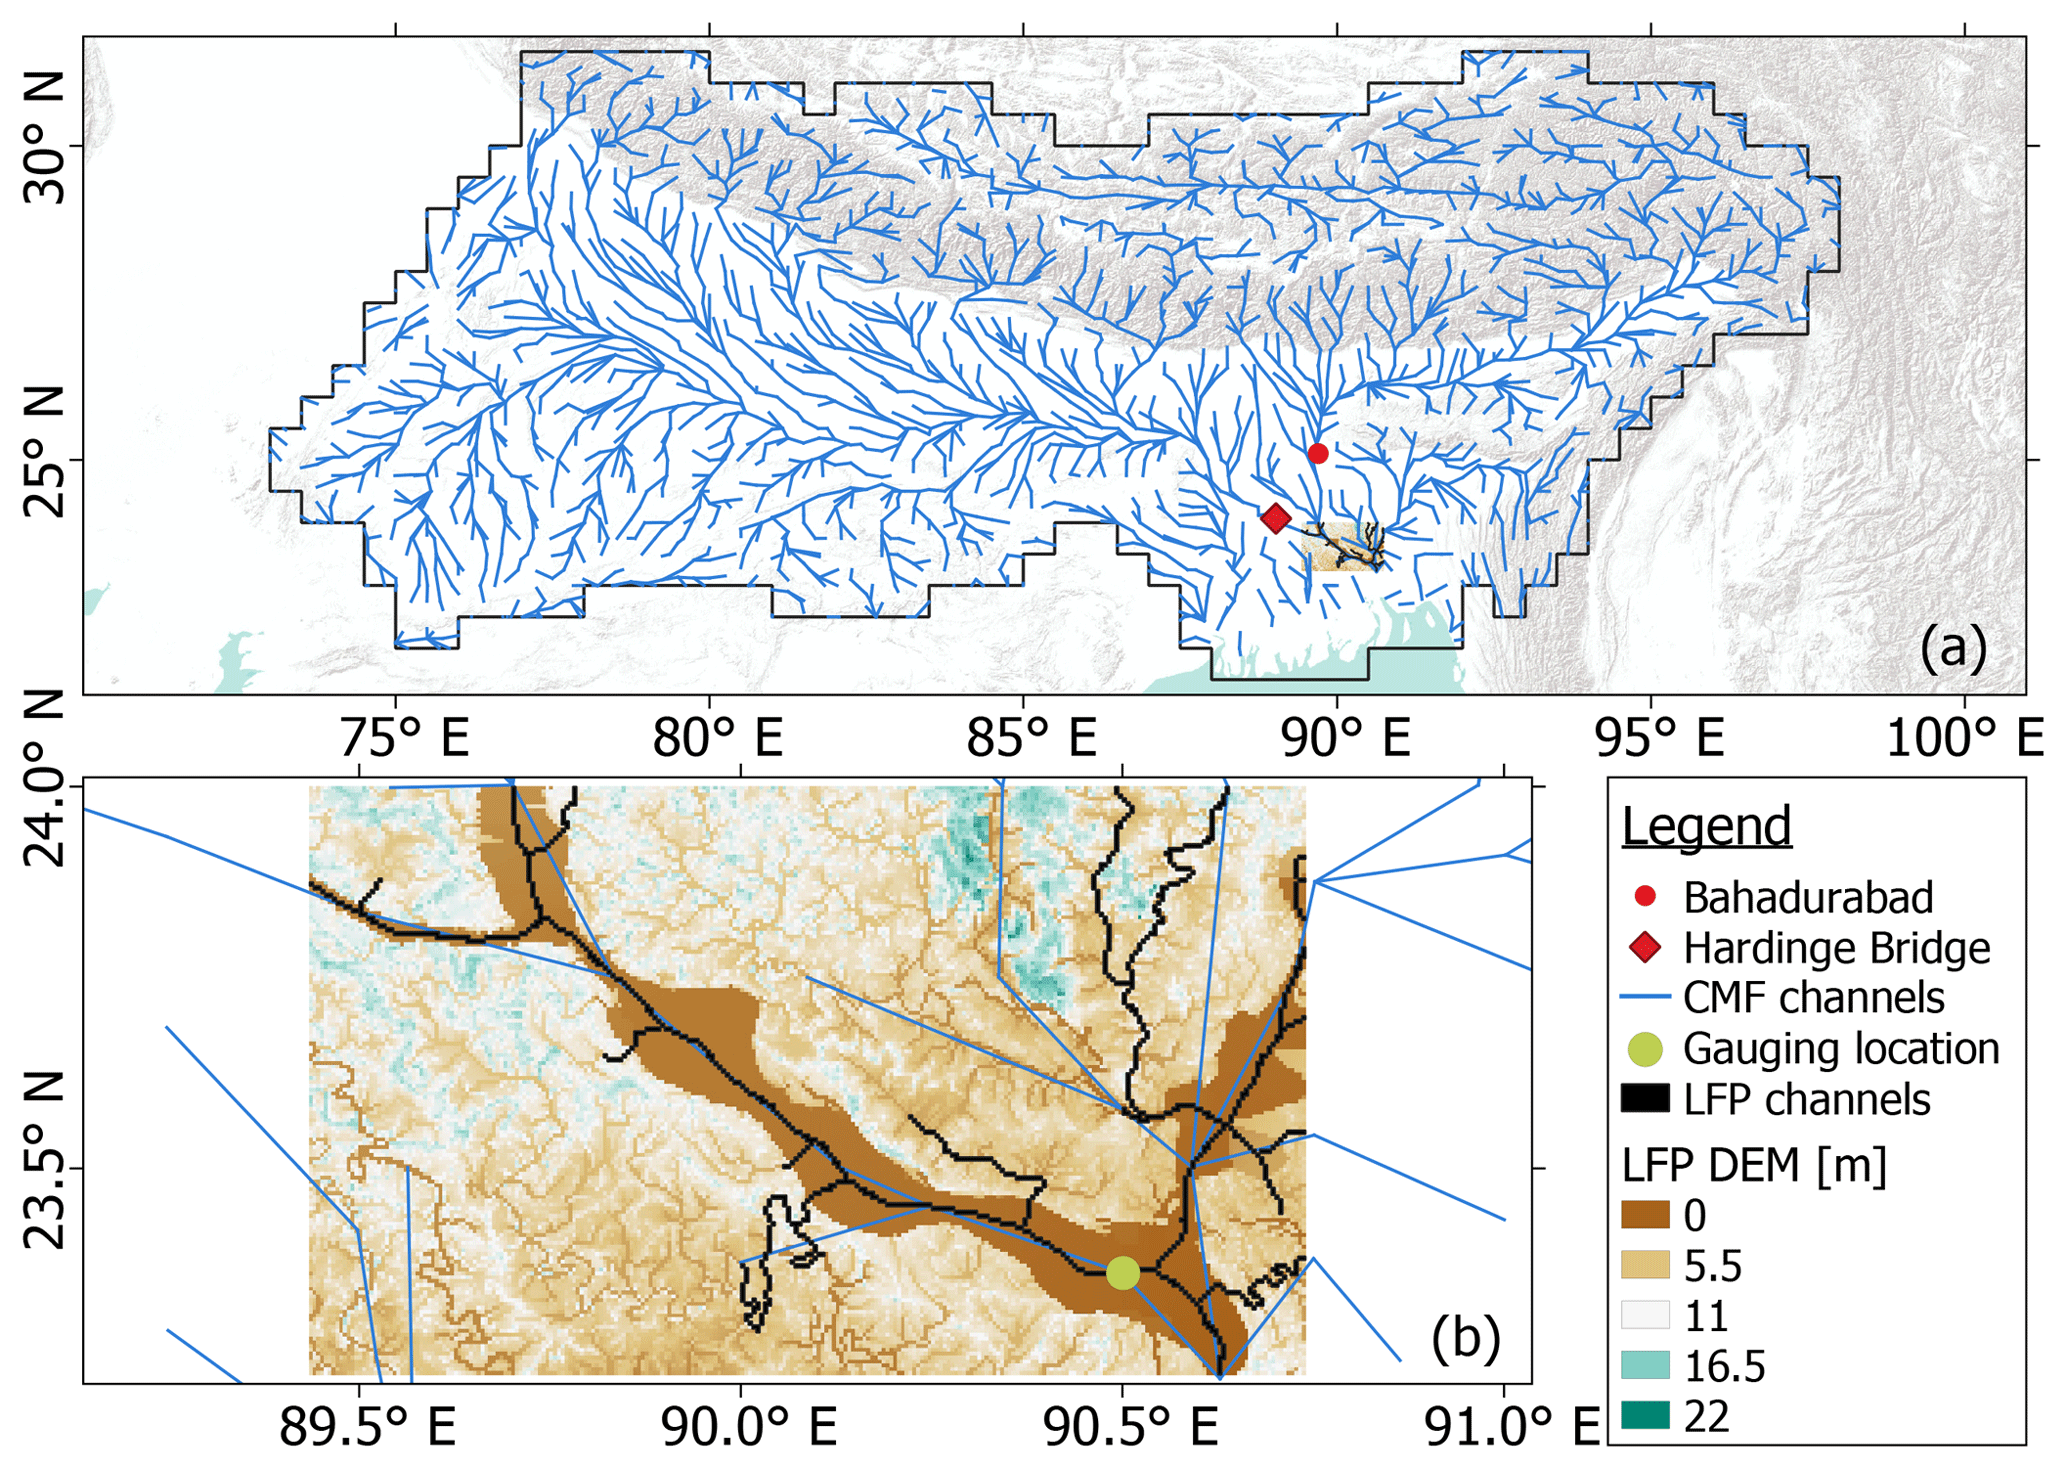 30° N
25° N
(a)
75° E
80° E
85° E
90° E
95° E
100° E
24.0° N
23.5° N
(b)
89.5° E
90.0° E
90.5° E
91.0° E
Legend
Bahadurabad
Hardinge Bridge
CMF channels
Gauging location
LFP channels
LFP DEM [m]
0
5.5
11
16.5
22